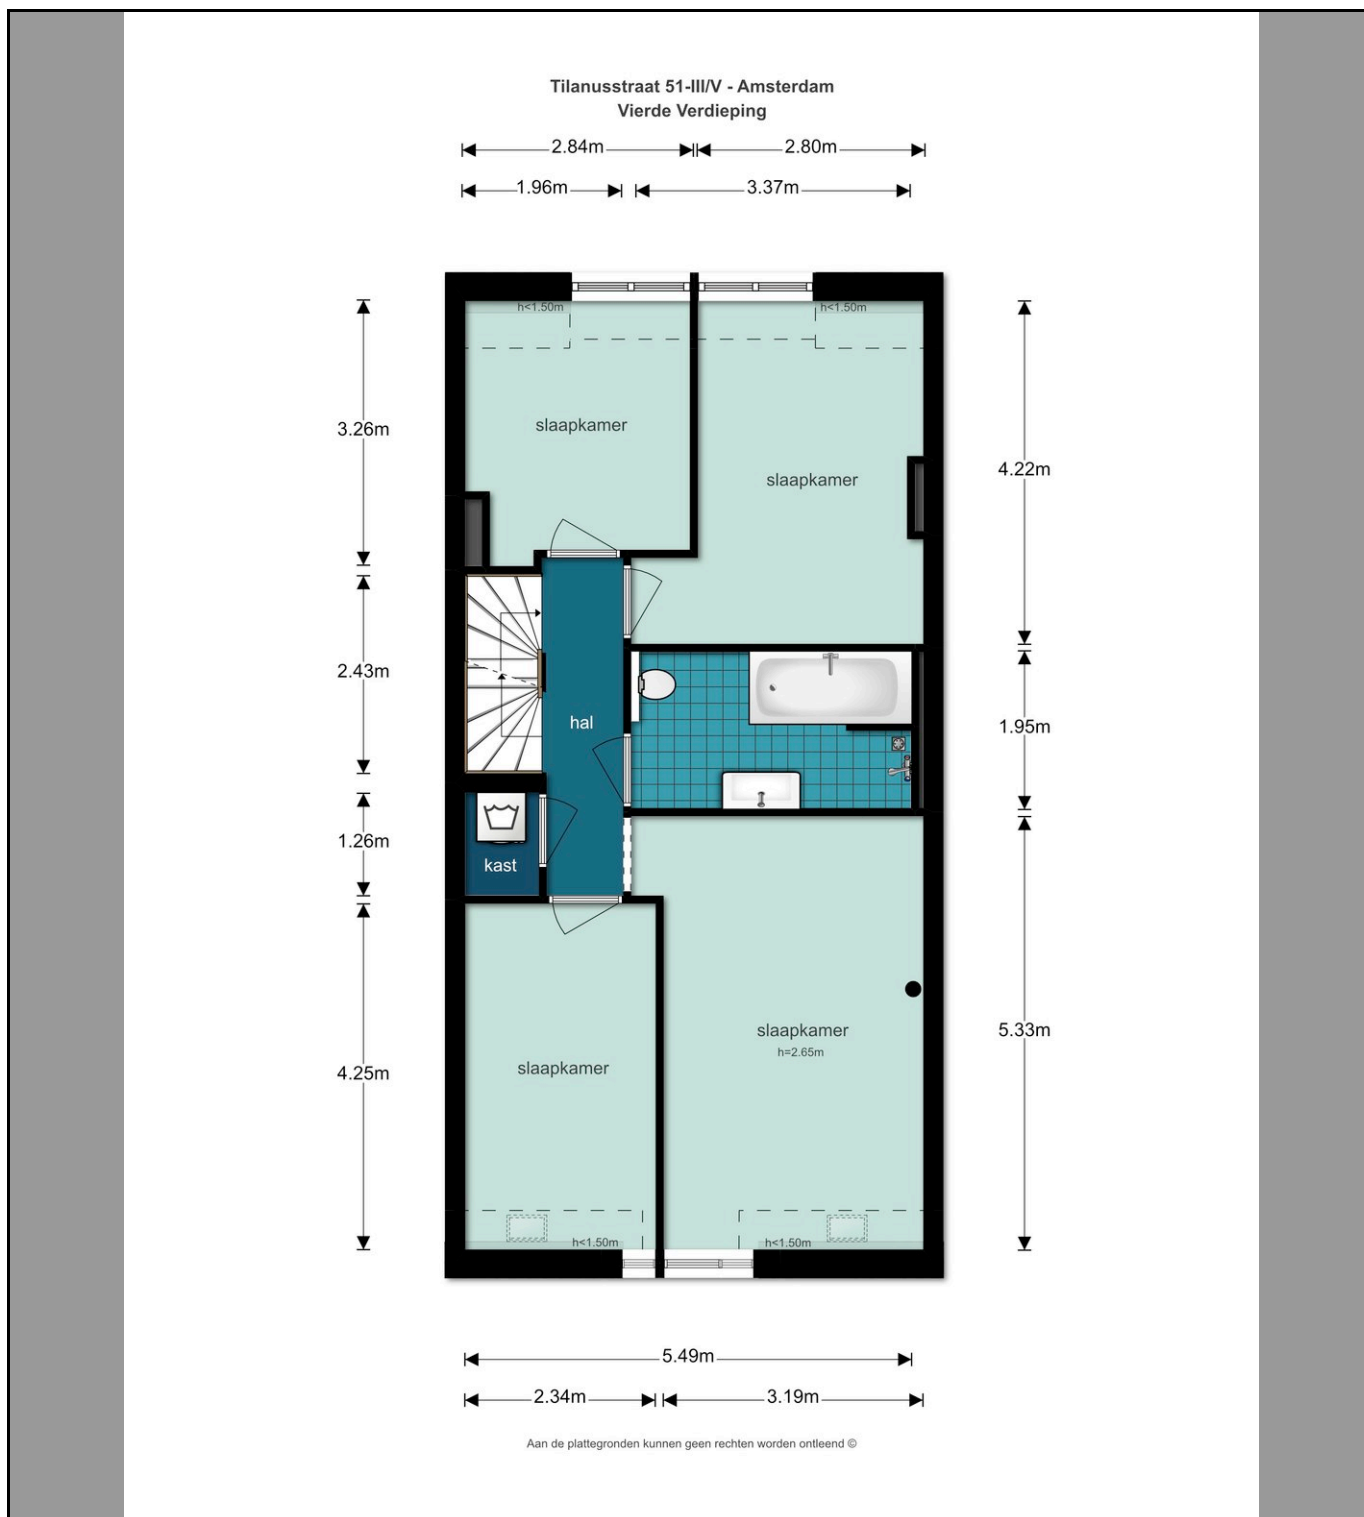 Tilanusstraat 51-III/V - Amsterdam
Vierde Verdieping
2.84m
2.80m
1.96m
3.37m
h<1.50m
h<1.50m
3.26m
slaapkamer
4.22m
slaapkamer
2.43m
hal
1.95m
1.26m
kast
5.33m
slaapkamer
h=2.65m
4.25m
slaapkamer
h<1.50m
h<1.50m
5.49m
2.34m
3.19m
Aan de plattegronden kunnen geen rechten worden ontleend ©